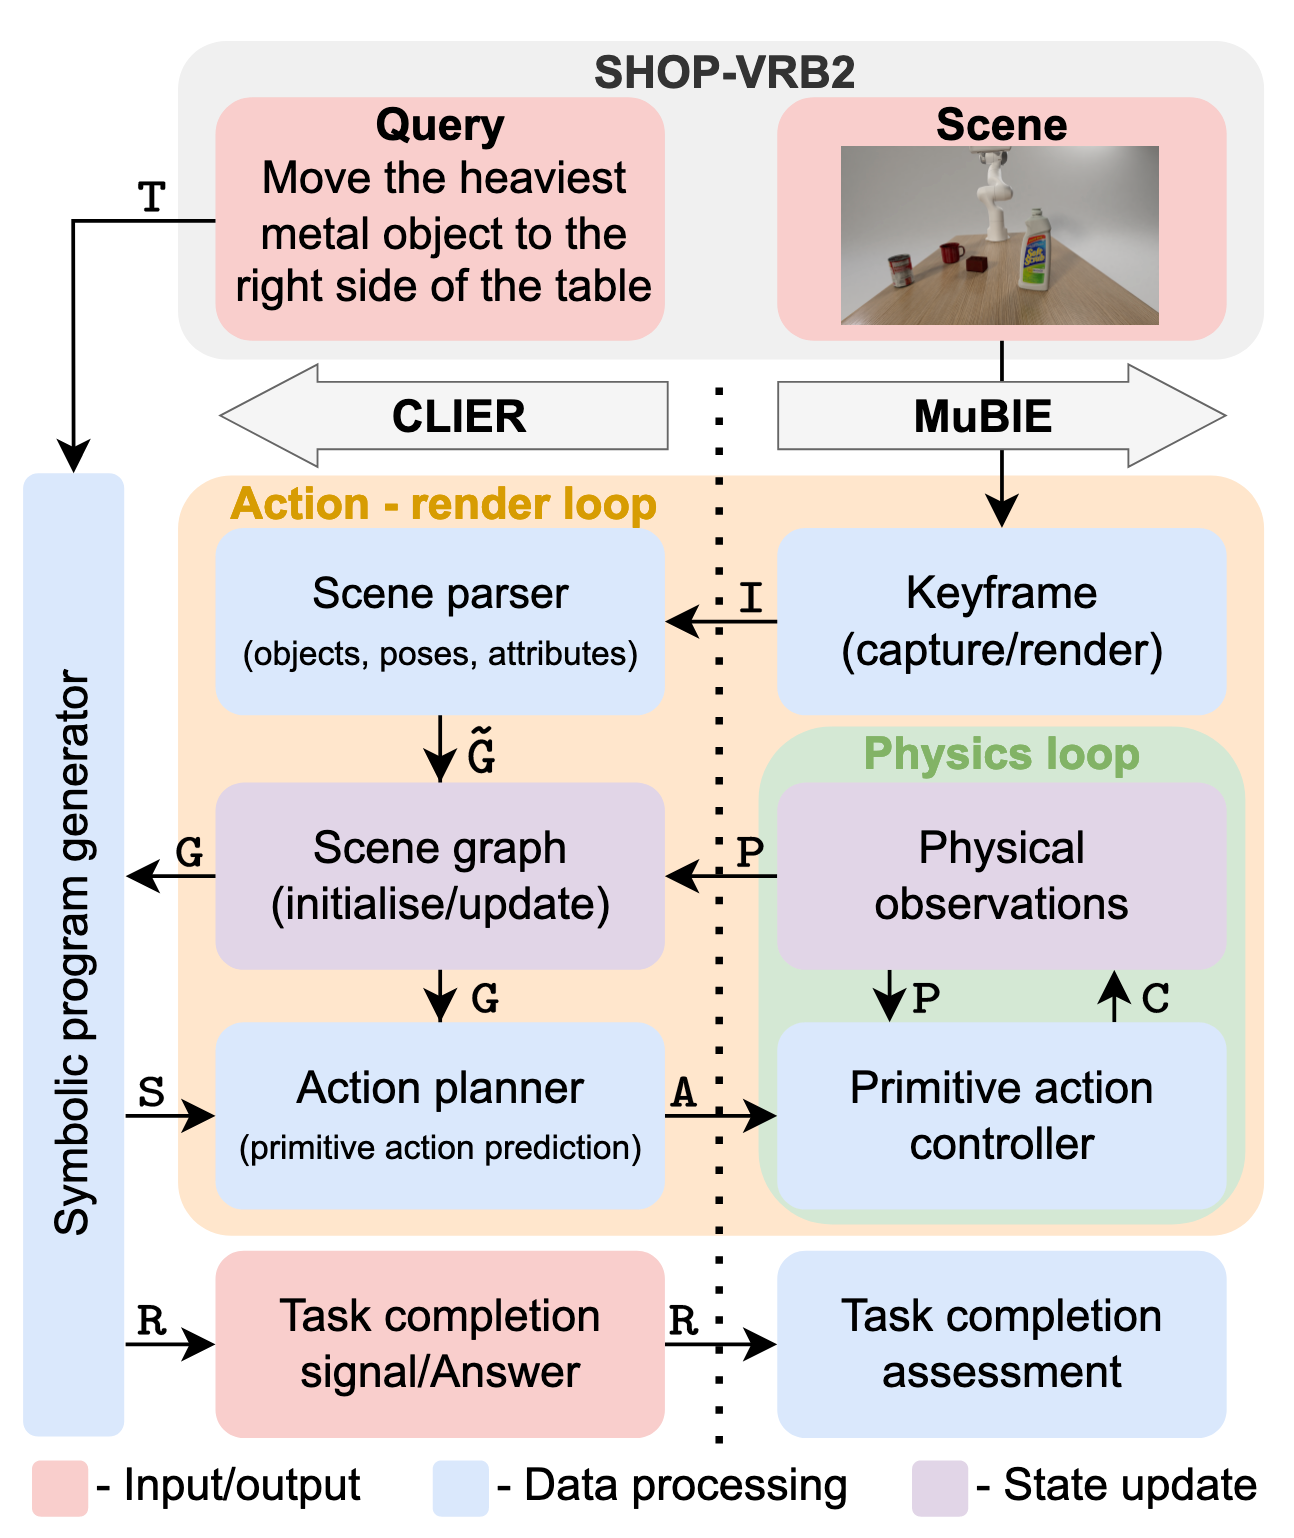 SHOP-VRB2
Query
Move the heaviest
metal object to the
right side of the table
Scene
T
CLIER
MuBlE
Action - render loop
Scene parser
(objects, poses, attributes)
I
Keyframe
(capture/render)
G̃
Physics loop
Symbolic program generator
G
Scene graph
(initialise/update)
P
Physical
observations
G
P
C
S
Action planner
(primitive action prediction)
A
Primitive action
controller
R
Task completion
signal/Answer
R
Task completion
assessment
- Input/output
- Data processing
- State update